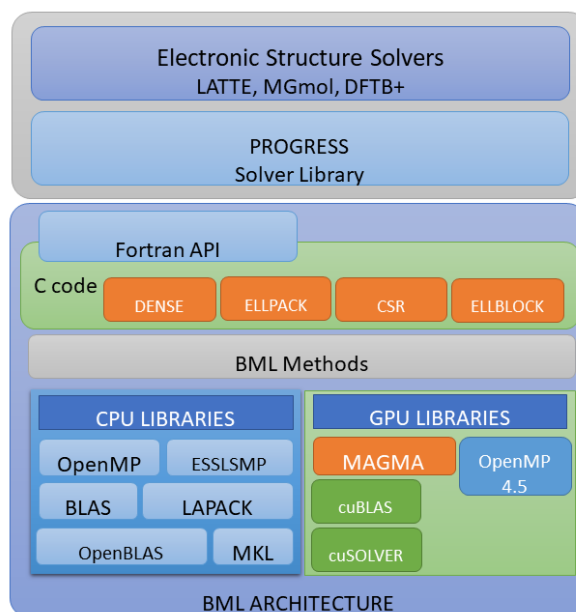 Electronic Structure Solvers
LATTE, MGmol, DFTB+
PROGRESS
Solver Library
Fortran API
C code
DENSE
ELLPACK
CSR
ELLBLOCK
BML Methods
CPU LIBRARIES
OpenMP
ESSLSMP
BLAS
LAPACK
OpenBLAS
MKL
GPU LIBRARIES
MAGMA
OpenMP
4.5
cuBLAS
cuSOLVER
BML ARCHITECTURE